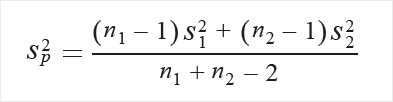 s_p^2 = \frac{(n_1 − 1)s_1^2 + (n_2 − 1)s_2^2}{n_1 + n_2 − 2}